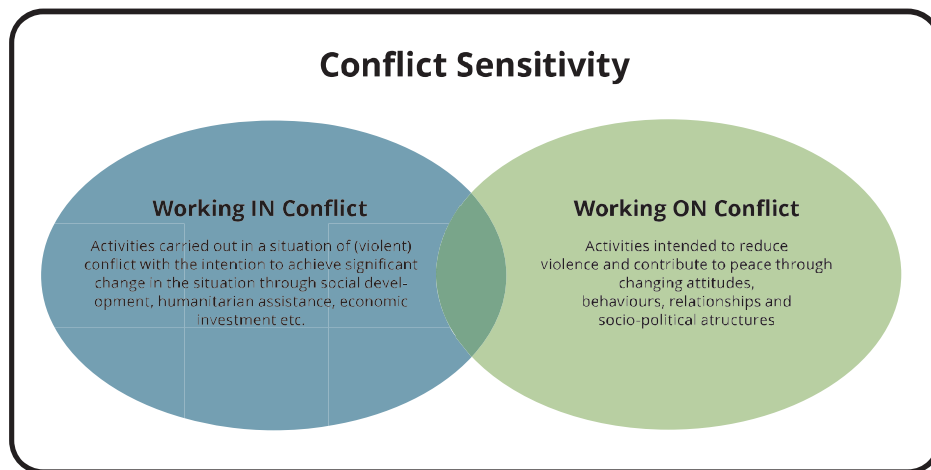 Conflict Sensitivity
Working IN Conflict
Activities carried out in a situation of (violent)
conflict with the intention to achieve significant
change in the situation through social devel-
opment, humanitarian assistance, economic
investment etc.
Working ON Conflict
Activities intended to reduce
violence and contribute to peace through
changing attitudes,
behaviours, relationships and
socio-political atructures